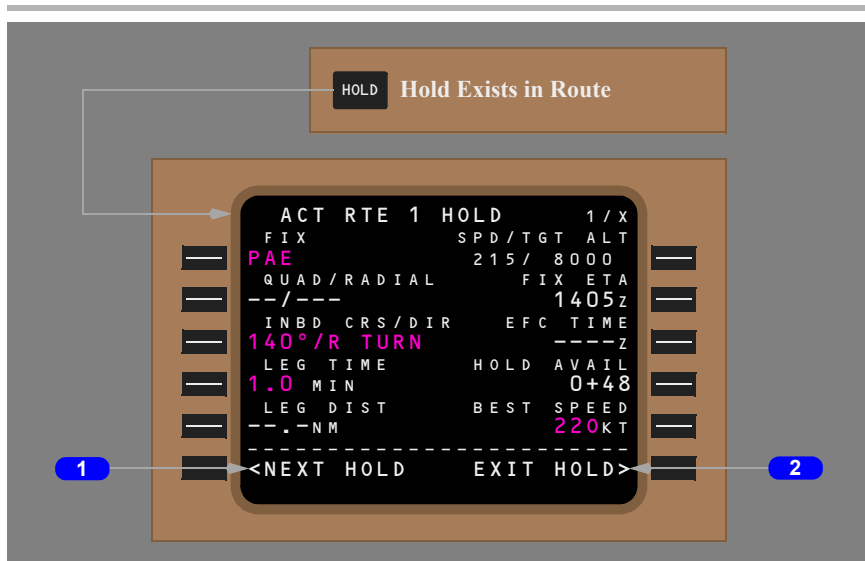 HOLD Hold Exists in Route
ACT RTE 1 HOLD 1/X
FIX SPD/TGT ALT
PAE 215/ 8000
QUAD/RADIAL FIX ETA
--/--- 1405z
INBD CRS/DIR EFC TIME
140°/R TURN ----z
LEG TIME HOLD AVAIL
1.0 MIN 0+48
LEG DIST BEST SPEED
--.-NM 220KT
--------------------------
1 <NEXT HOLD EXIT HOLD> 2